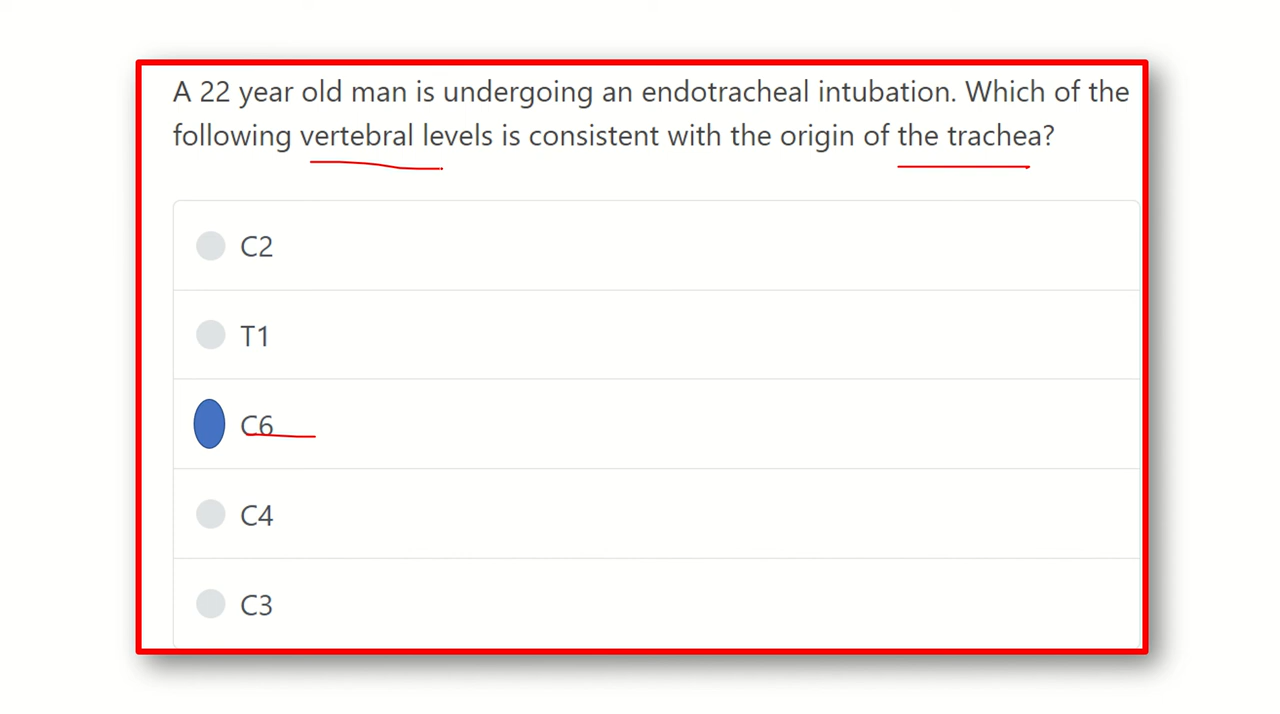 A 22 year old man is undergoing an endotracheal intubation. Which of the
following vertebral levels is consistent with the origin of the trachea?
C2
T1
C6
C4
C3